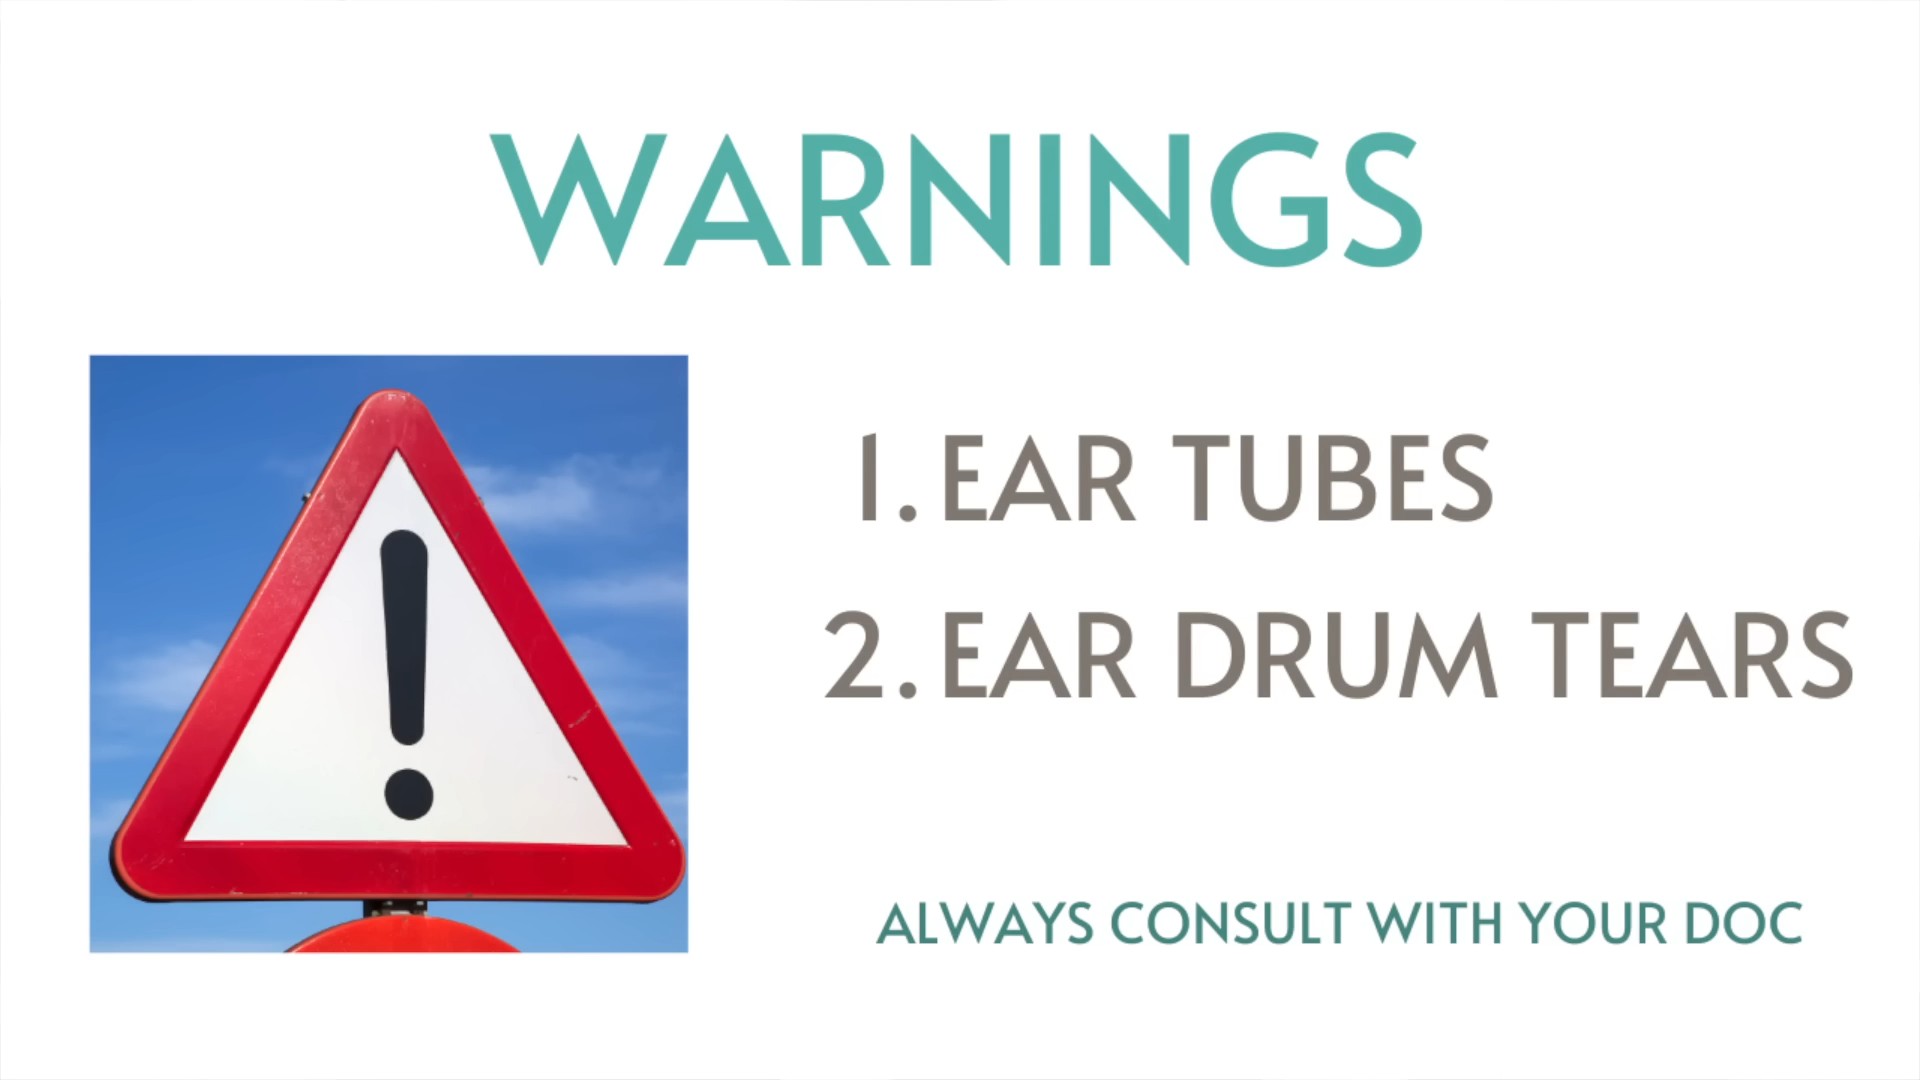 WARNINGS
1. EAR TUBES
2. EAR DRUM TEARS
ALWAYS CONSULT WITH YOUR DOC